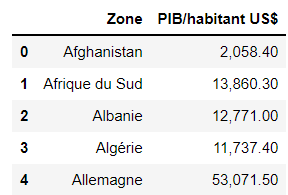 Zone PIB/habitant US$
0 Afghanistan 2,058.40
1 Afrique du Sud 13,860.30
2 Albanie 12,771.00
3 Algérie 11,737.40
4 Allemagne 53,071.50